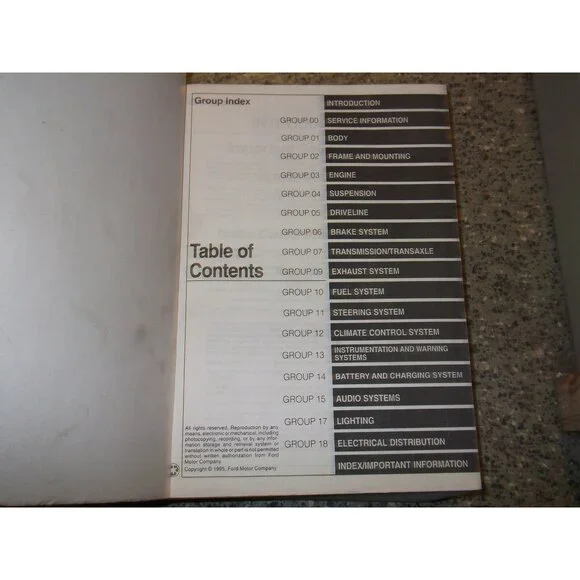 Group Index
INTRODUCTION
GROUP 00 SERVICE INFORMATION
GROUP 01 BODY
GROUP 02 FRAME AND MOUNTING
GROUP 03 ENGINE
GROUP 04 SUSPENSION
GROUP 05 DRIVELINE
GROUP 06 BRAKE SYSTEM
Table of
Contents
GROUP 07 TRANSMISSION/TRANSAXLE
GROUP 09 EXHAUST SYSTEM
GROUP 10 FUEL SYSTEM
GROUP 11 STEERING SYSTEM
GROUP 12 CLIMATE CONTROL SYSTEM
GROUP 13 INSTRUMENTATION AND WARNING
SYSTEMS
GROUP 14 BATTERY AND CHARGING SYSTEM
GROUP 15 AUDIO SYSTEMS
GROUP 17 LIGHTING
GROUP 18 ELECTRICAL DISTRIBUTION
INDEX/IMPORTANT INFORMATION
All rights reserved. Reproduction by any
means, electronic or mechanical, including
photocopying, recording, or by any infor-
mation storage and retrieval system or
translation in whole or part is not permitted
without written authorization from Ford
Motor Company
Copyright © 1995, Ford Motor Company